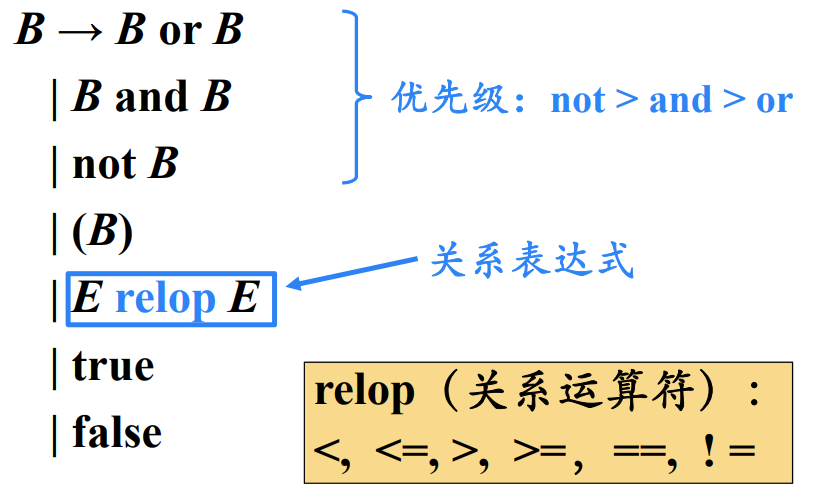 B → B or B
| B and B
优先级：not > and > or
| not B
| (B)
关系表达式
| E relop E
| true
relop（关系运算符）：
| false
<, <=, >, >=, ==, ! =